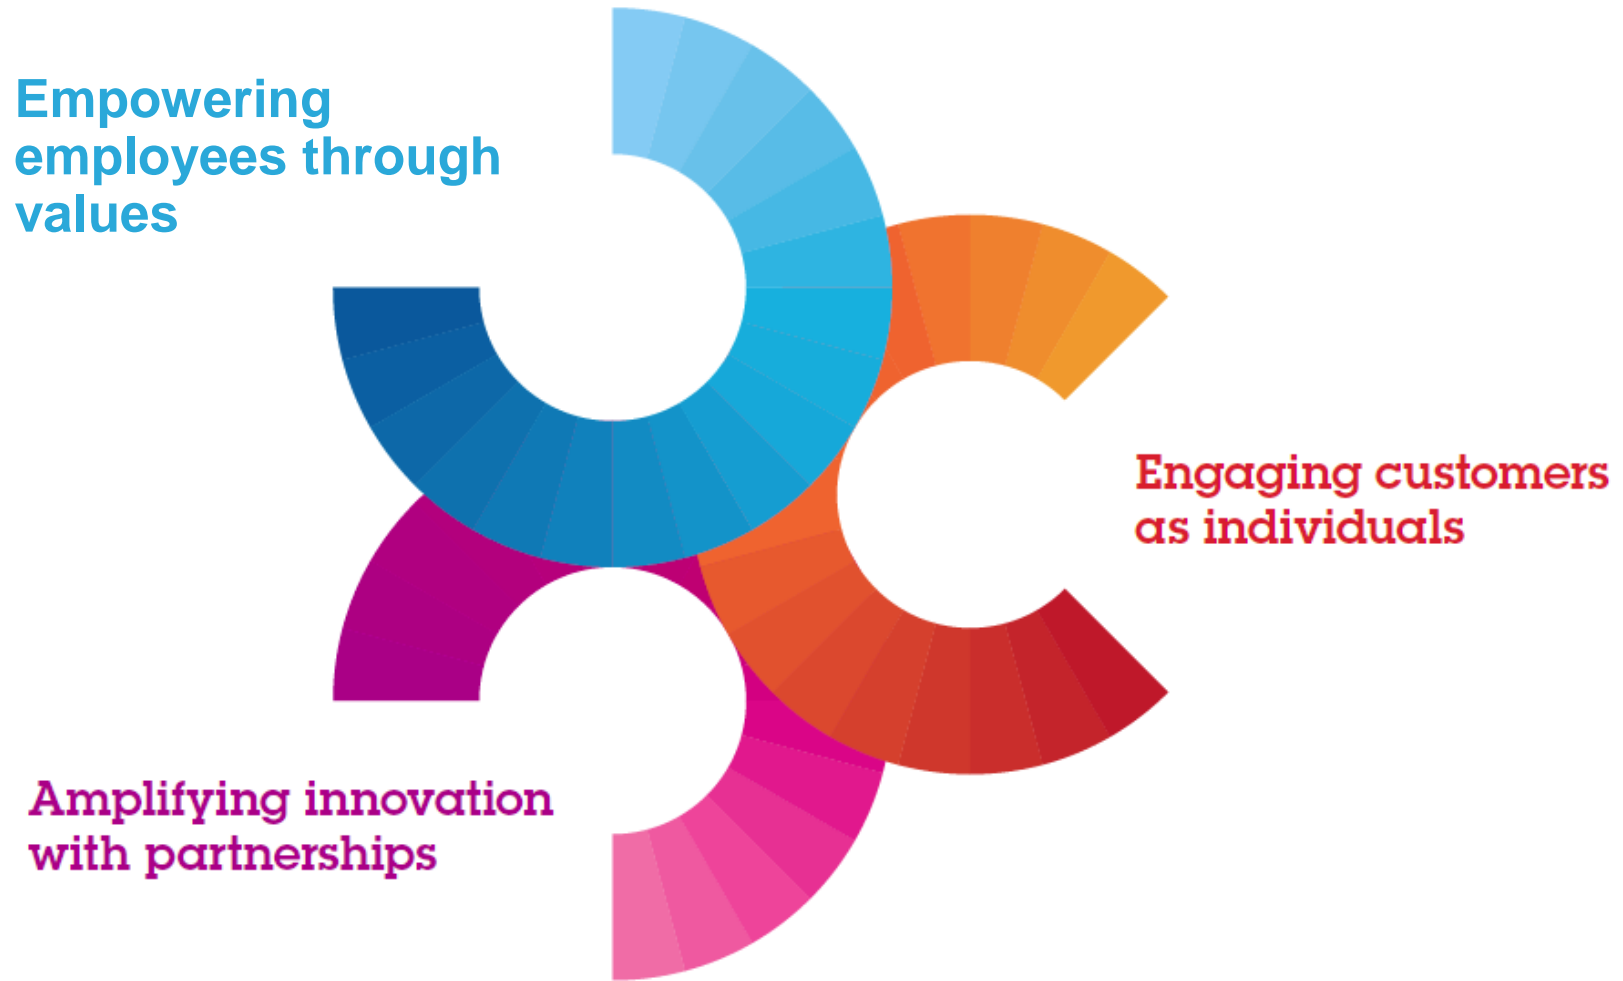 Empowering
employees through
values
Engaging customers
as individuals
Amplifying innovation
with partnerships